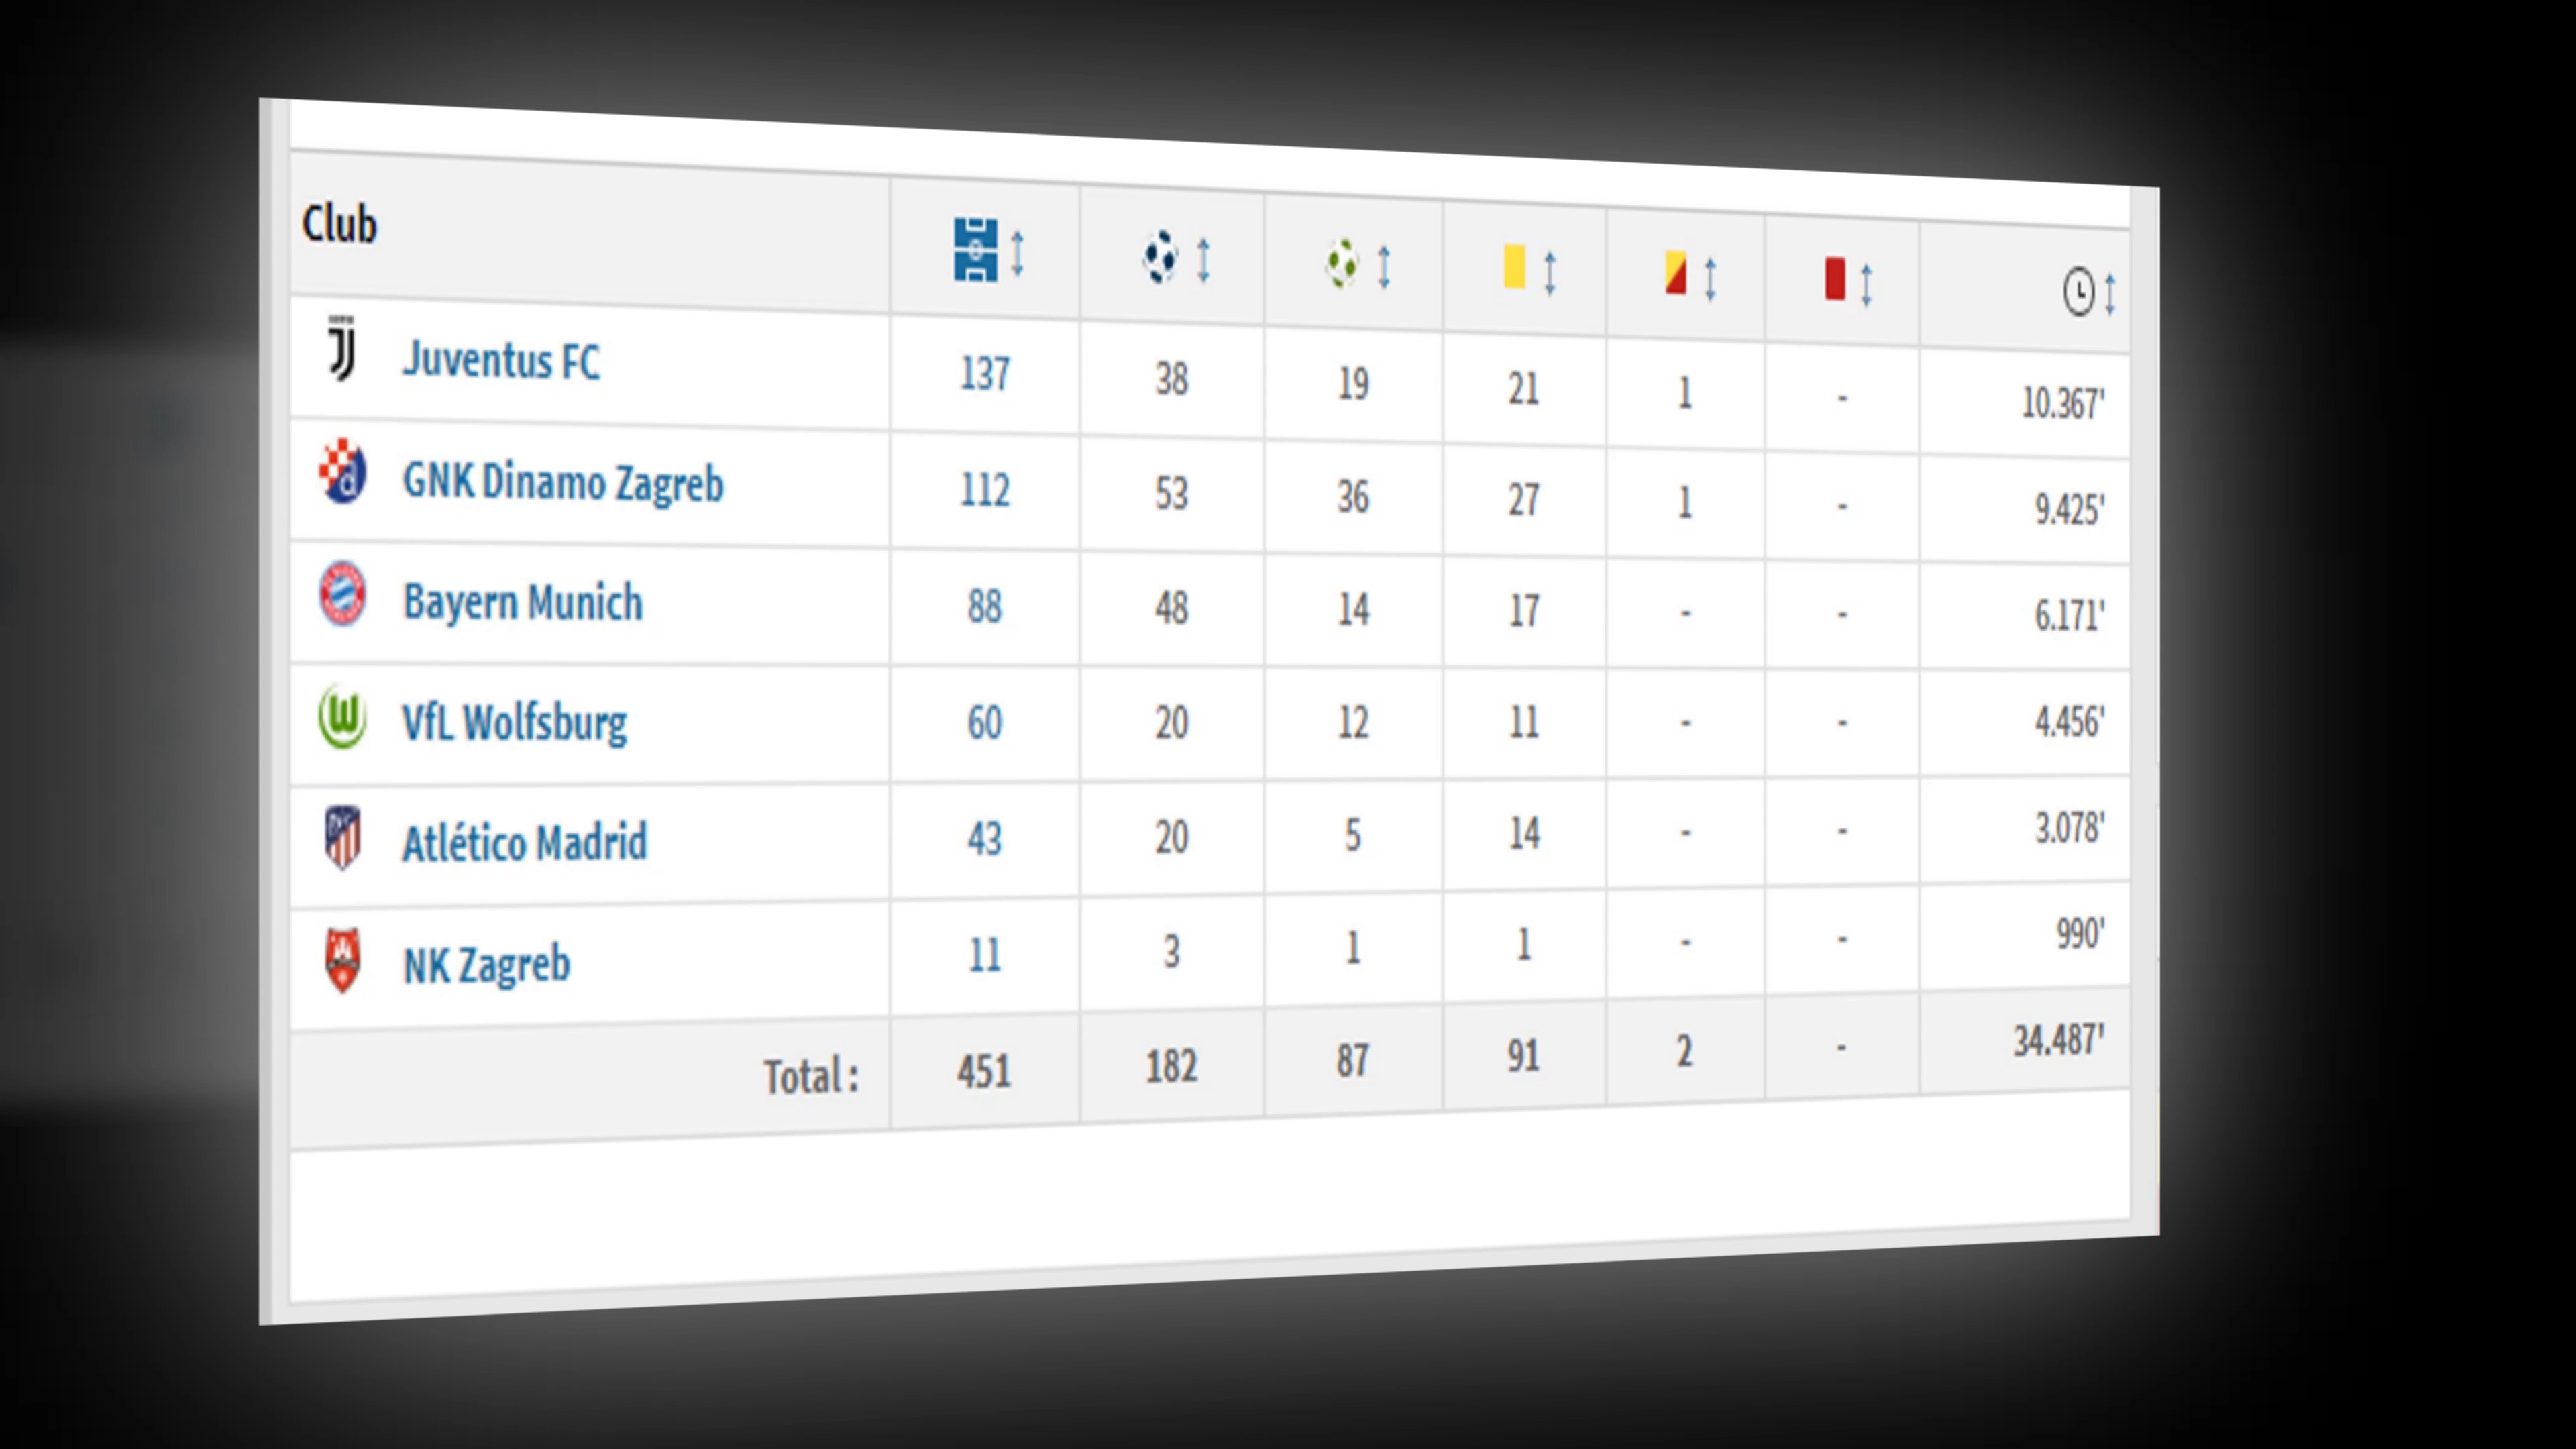 Club
Juventus FC 137 38 19 21 1 - 10.367'
GNK Dinamo Zagreb 112 53 36 27 1 - 9.425'
Bayern Munich 88 48 14 17 - - 6.171'
VfL Wolfsburg 60 20 12 11 - - 4.456'
Atlético Madrid 43 20 5 14 - - 3.078'
NK Zagreb 11 3 1 1 - - 990'
Total : 451 182 87 91 2 - 34.487'